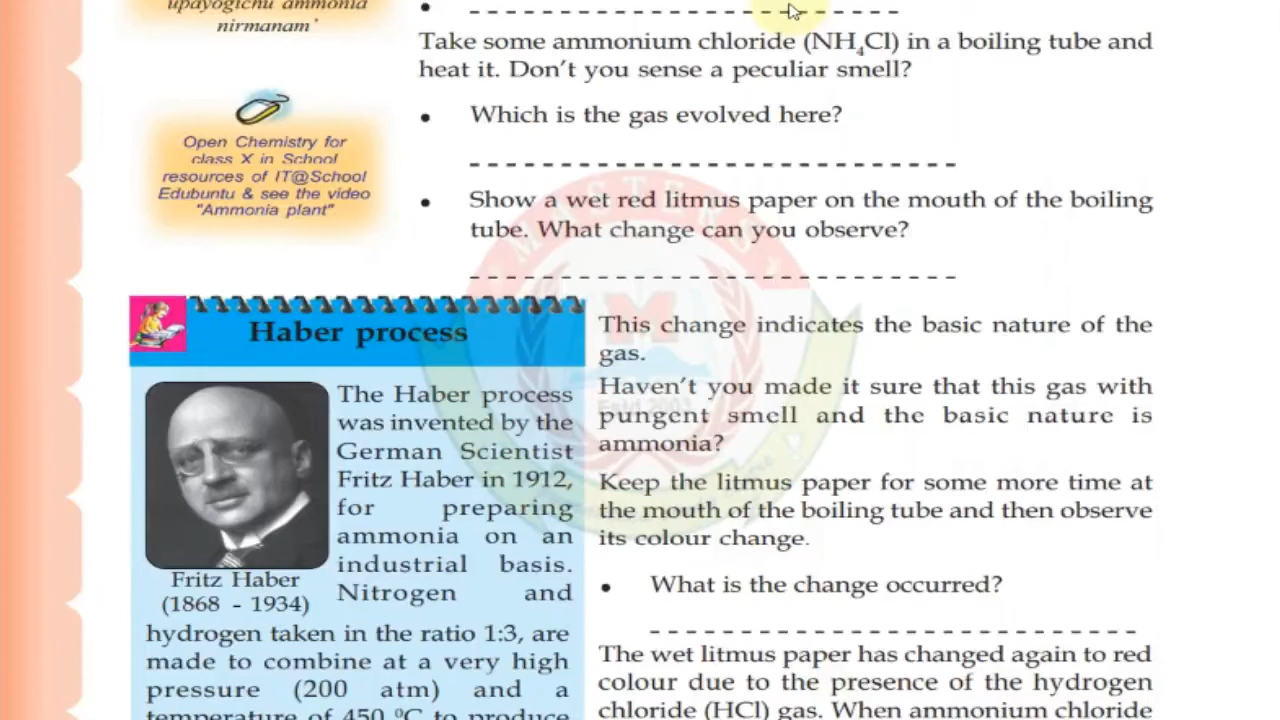 upayogichu ammonia
nirmanam'
Take some ammonium chloride (NH₄Cl) in a boiling tube and
heat it. Don't you sense a peculiar smell?
• Which is the gas evolved here?
Open Chemistry for
class X in School
resources of IT@School
Edubuntu & see the video
"Ammonia plant"
• Show a wet red litmus paper on the mouth of the boiling
tube. What change can you observe?
Haber process
The Haber process
was invented by the
German Scientist
Fritz Haber in 1912,
for preparing
ammonia on an
industrial basis.
Nitrogen and
Fritz Haber
(1868 - 1934)
hydrogen taken in the ratio 1:3, are
made to combine at a very high
pressure (200 atm) and a
temperature of 450 ºC to produce
This change indicates the basic nature of the
gas.
Haven't you made it sure that this gas with
pungent smell and the basic nature is
ammonia?
Keep the litmus paper for some more time at
the mouth of the boiling tube and then observe
its colour change.
• What is the change occurred?
The wet litmus paper has changed again to red
colour due to the presence of the hydrogen
chloride (HCl) gas. When ammonium chloride
MASTERS
M